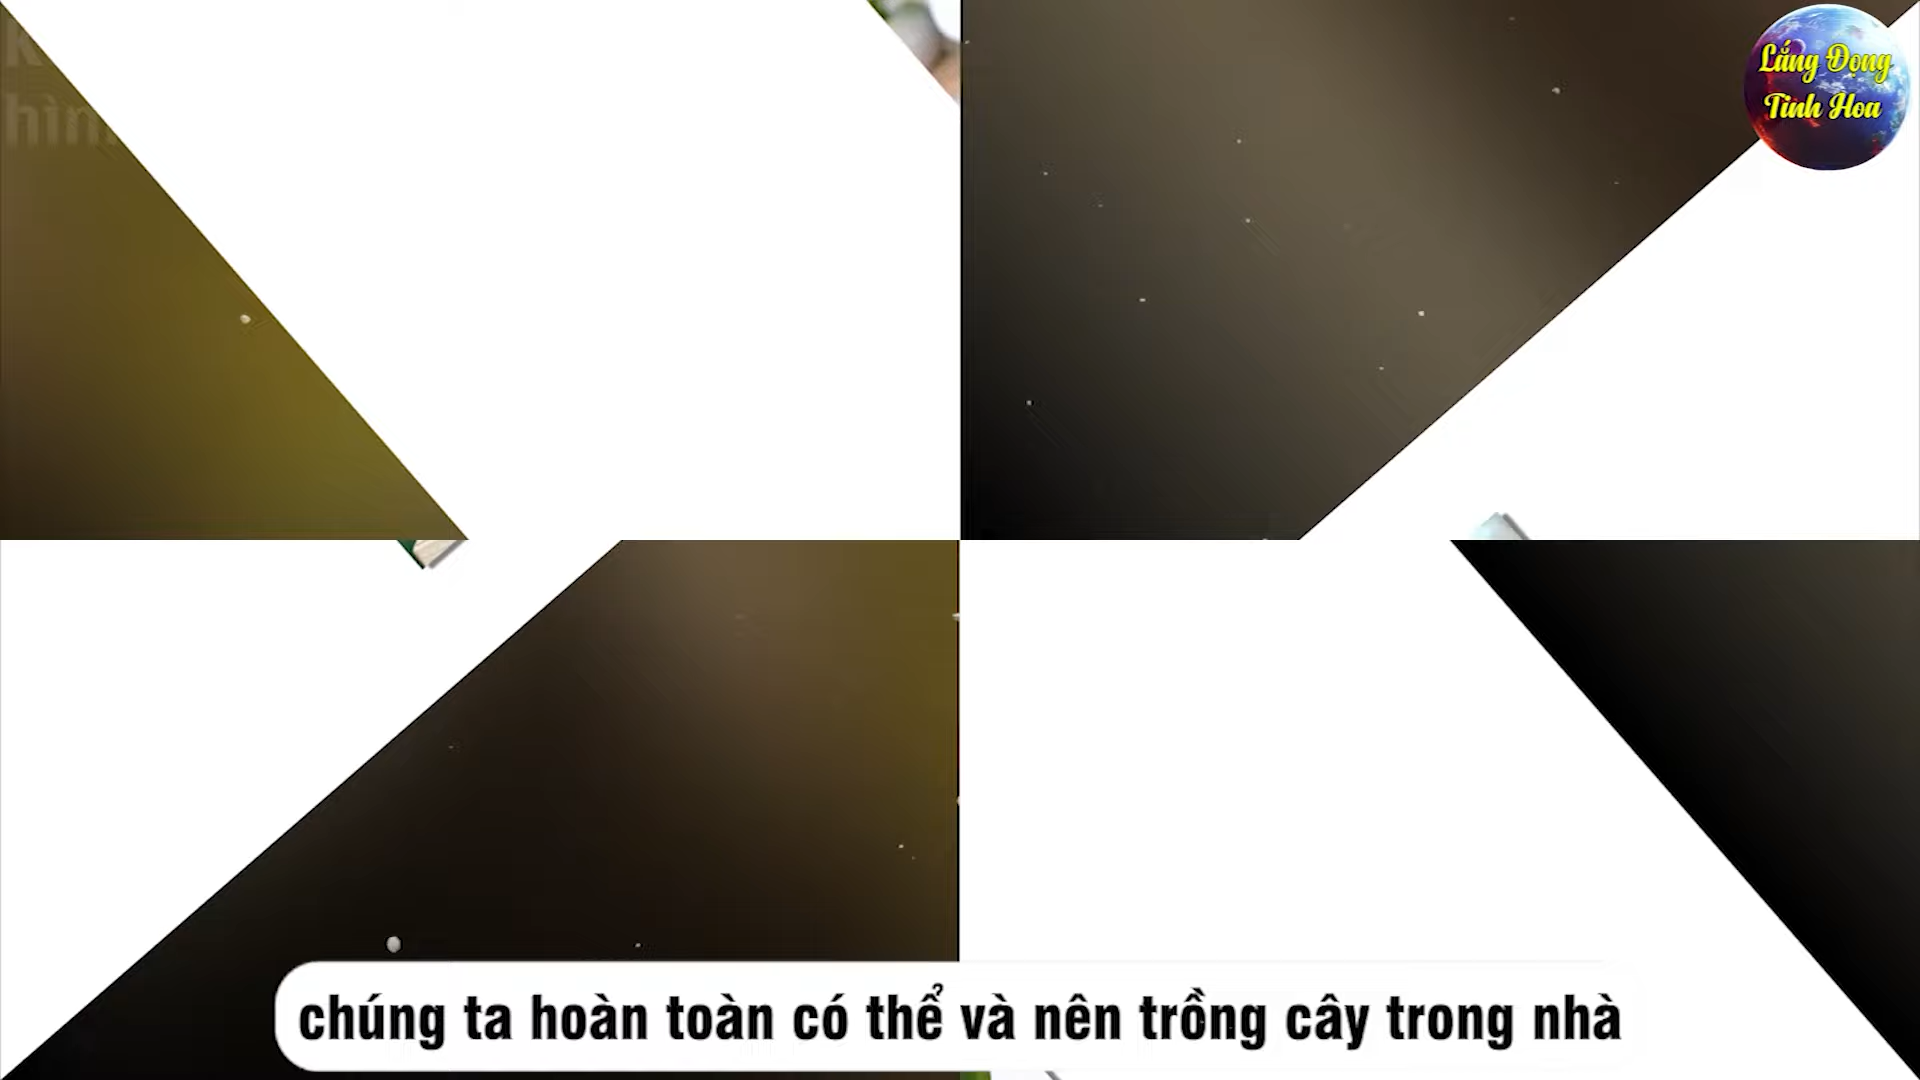 Lắng Đọng
Tinh Hoa
chúng ta hoàn toàn có thể và nên trồng cây trong nhà